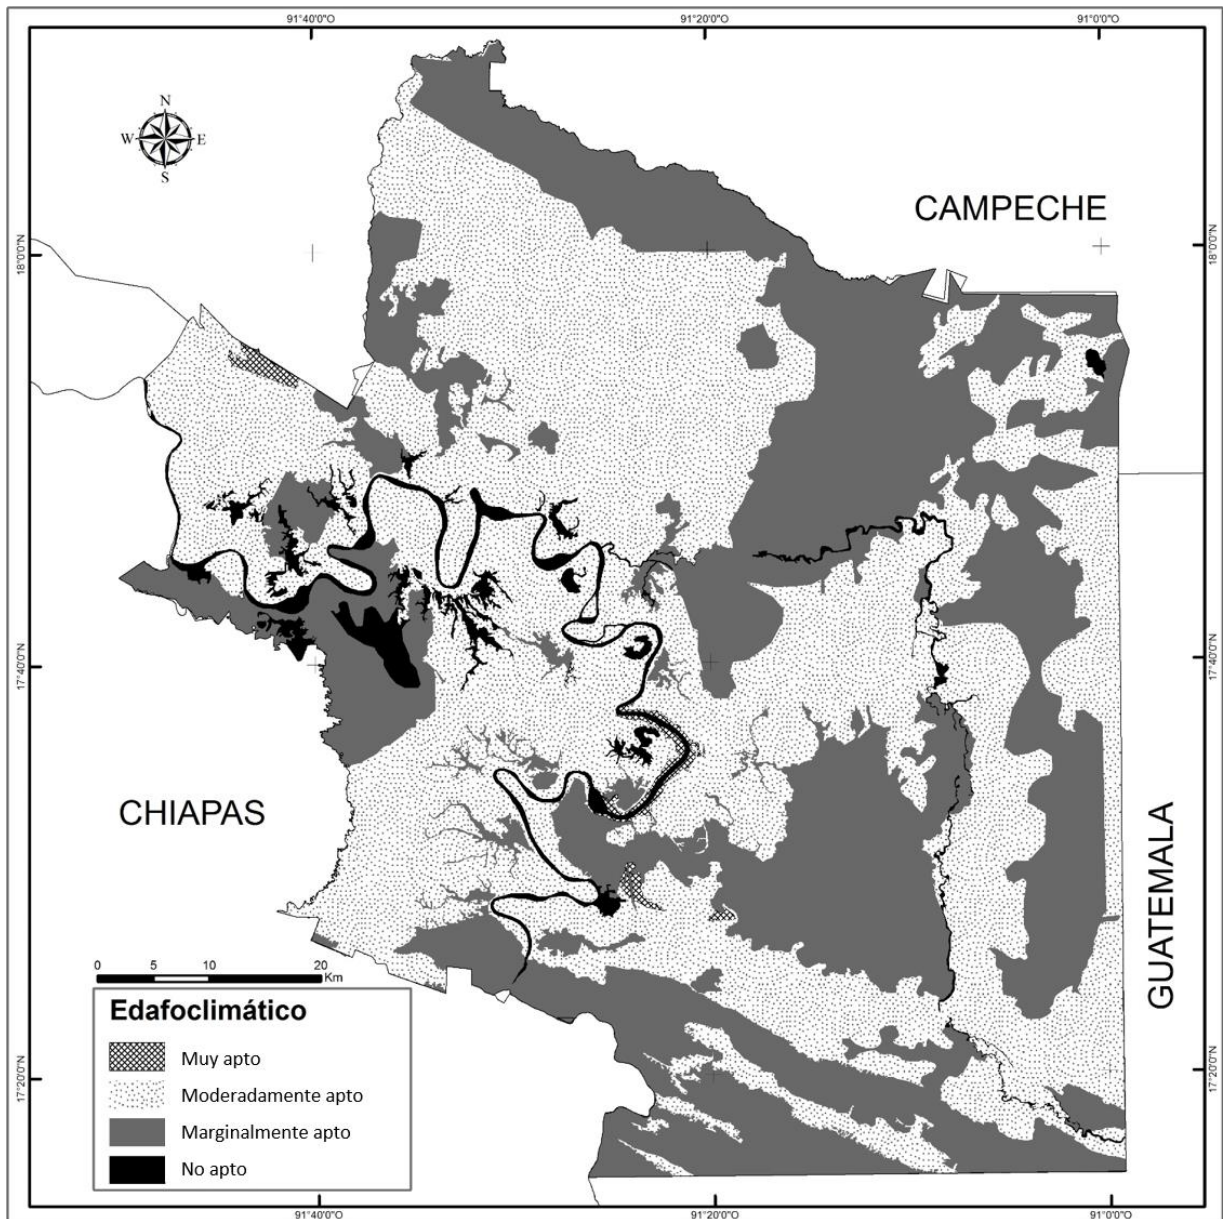 91°40'0"O
91°20'0"O
91°0'0"O
N
W
E
S
CAMPECHE
18°0'0"N
18°0'0"N
17°40'0"N
17°40'0"N
CHIAPAS
GUATEMALA
0 5 10 20
Km
Edafoclimático
Muy apto
Moderadamente apto
Marginalmente apto
No apto
17°20'0"N
17°20'0"N
91°40'0"O
91°20'0"O
91°0'0"O